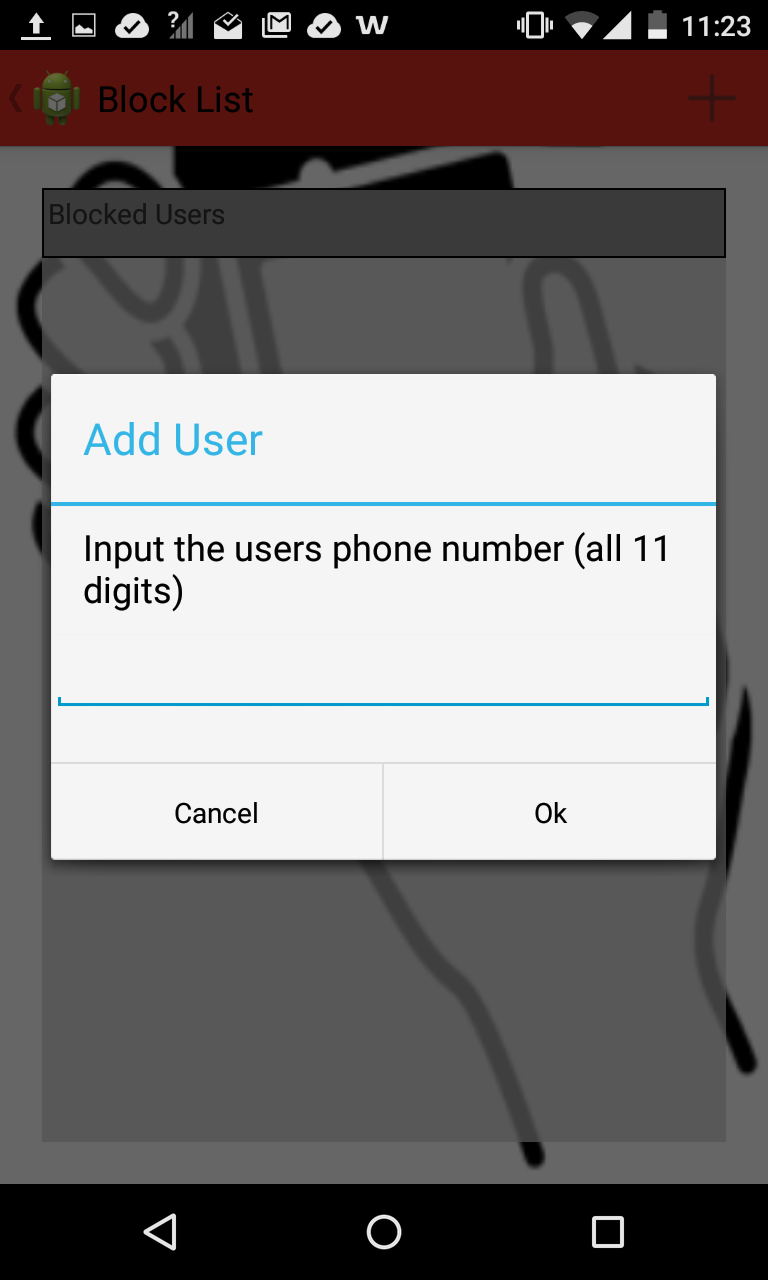 11:23
Block List
Blocked Users
Add User
Input the users phone number (all 11
digits)
Cancel
Ok